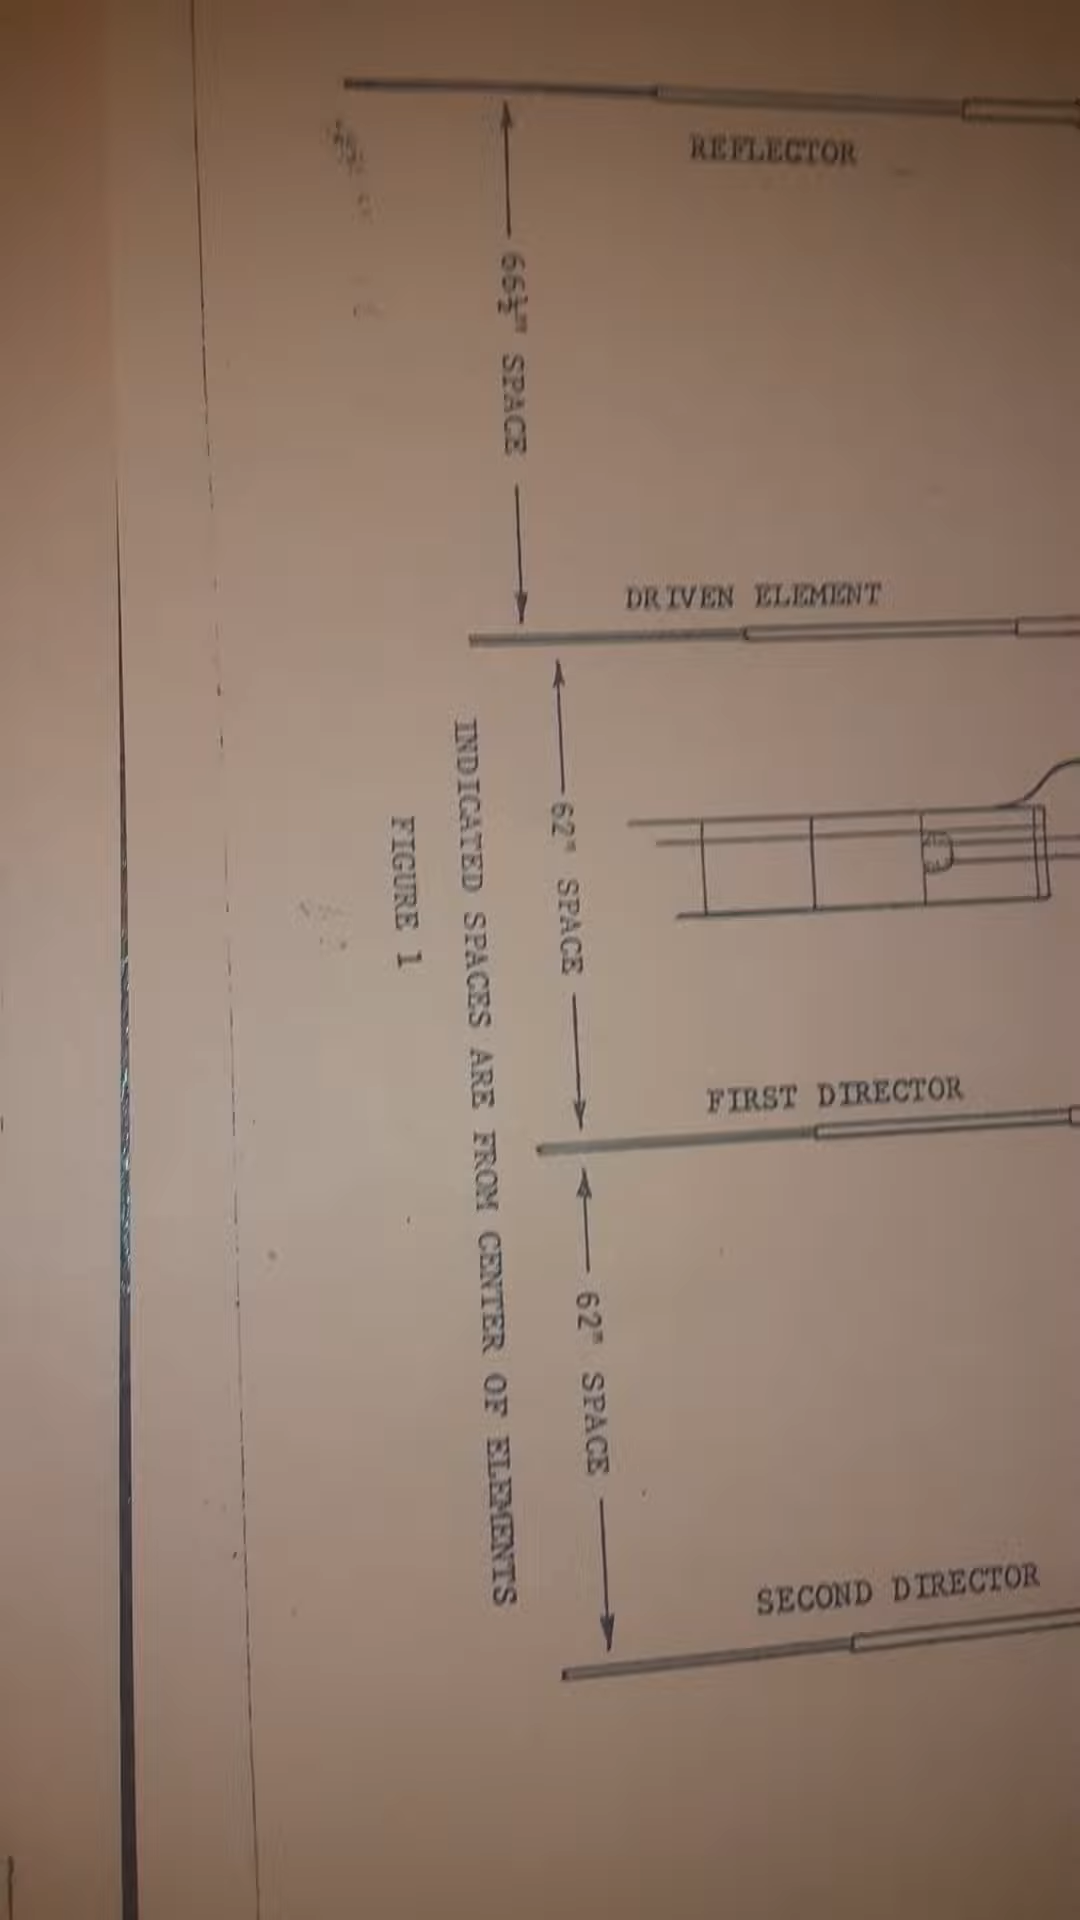 REFLECTOR
66½" SPACE
DRIVEN ELEMENT
62" SPACE
FIRST DIRECTOR
62" SPACE
SECOND DIRECTOR
INDICATED SPACES ARE FROM CENTER OF ELEMENTS
FIGURE 1